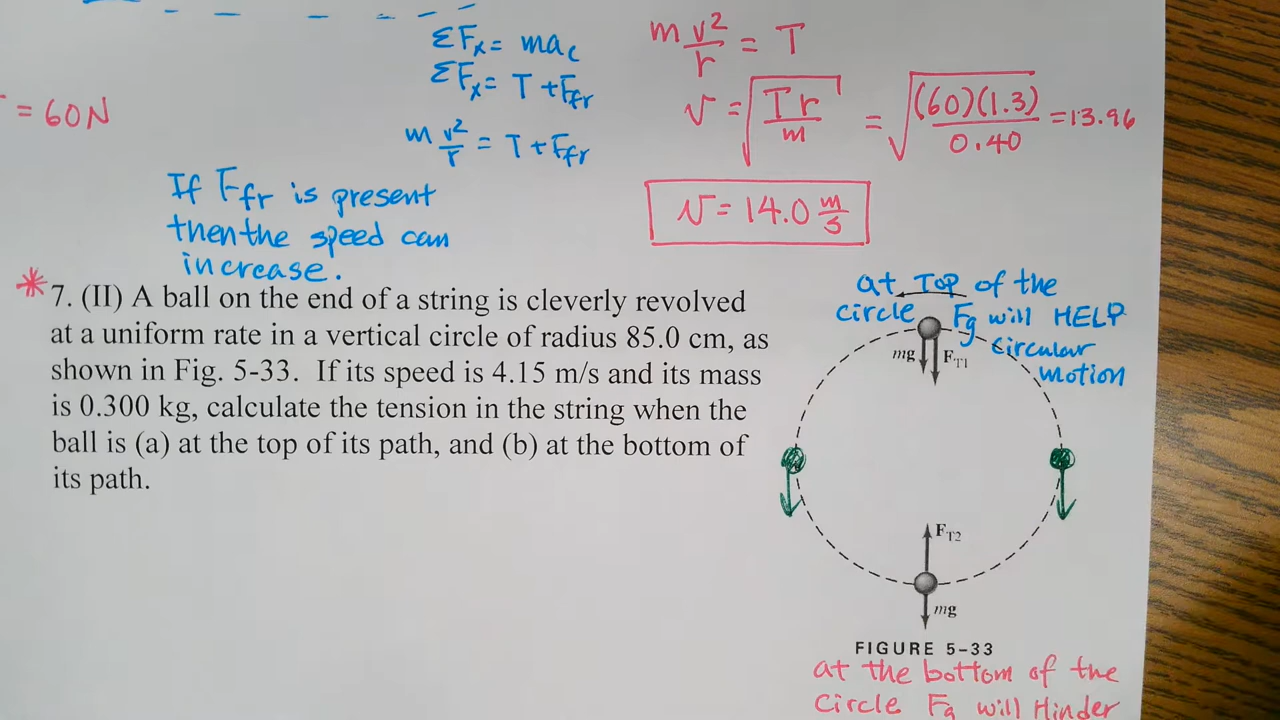 ΣFx = mac
ΣFx = T + Ffr
m v²/r = T + Ffr
= 60N
If Ffr is present
then the speed can
increase.
m v²/r = T
v = √(Tr/m) = √((60)(1.3)/0.40) = 13.96
v = 14.0 m/s
* 7. (II) A ball on the end of a string is cleverly revolved
at a uniform rate in a vertical circle of radius 85.0 cm, as
shown in Fig. 5-33. If its speed is 4.15 m/s and its mass
is 0.300 kg, calculate the tension in the string when the
ball is (a) at the top of its path, and (b) at the bottom of
its path.
at TOP of the
circle Fg will HELP
circular
motion
mg FT1
FT2
mg
FIGURE 5-33
at the bottom of the
circle Fg will Hinder